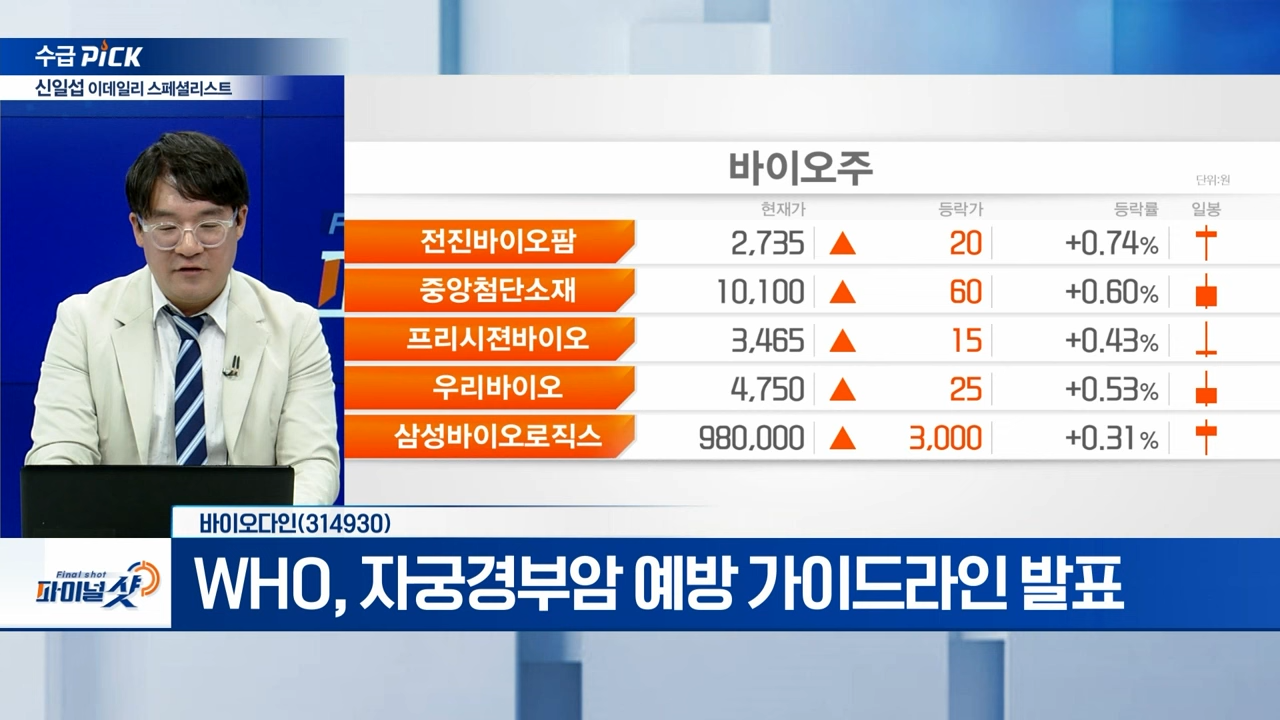 수급 PiCK
신일섭 이데일리 스페셜리스트
바이오주
단위:원
현재가 등락가 등락률 일봉
전진바이오팜 2,735 ▲ 20 +0.74%
중앙첨단소재 10,100 ▲ 60 +0.60%
프리시젼바이오 3,465 ▲ 15 +0.43%
우리바이오 4,750 ▲ 25 +0.53%
삼성바이오로직스 980,000 ▲ 3,000 +0.31%
바이오다인(314930)
Final shot
파이널샷
WHO, 자궁경부암 예방 가이드라인 발표